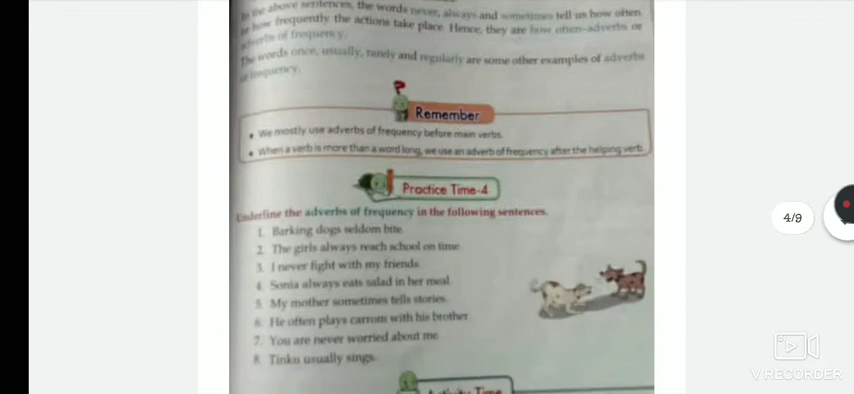 In the above sentences, the words never, always and sometimes tell us how often
or how frequently the actions take place. Hence, they are how often-adverbs or
adverbs of frequency.
The words once, usually, rarely and regularly are some other examples of adverbs
of frequency.
?
Remember
• We mostly use adverbs of frequency before main verbs.
• When a verb is more than a word long, we use an adverb of frequency after the helping verb.
Practice Time-4
Underline the adverbs of frequency in the following sentences.
1. Barking dogs seldom bite.
2. The girls always reach school on time.
3. I never fight with my friends.
4. Sonia always eats salad in her meal.
5. My mother sometimes tells stories.
6. He often plays carrom with his brother.
7. You are never worried about me.
8. Tinku usually sings.
Activity Time
4/9
V RECORDER